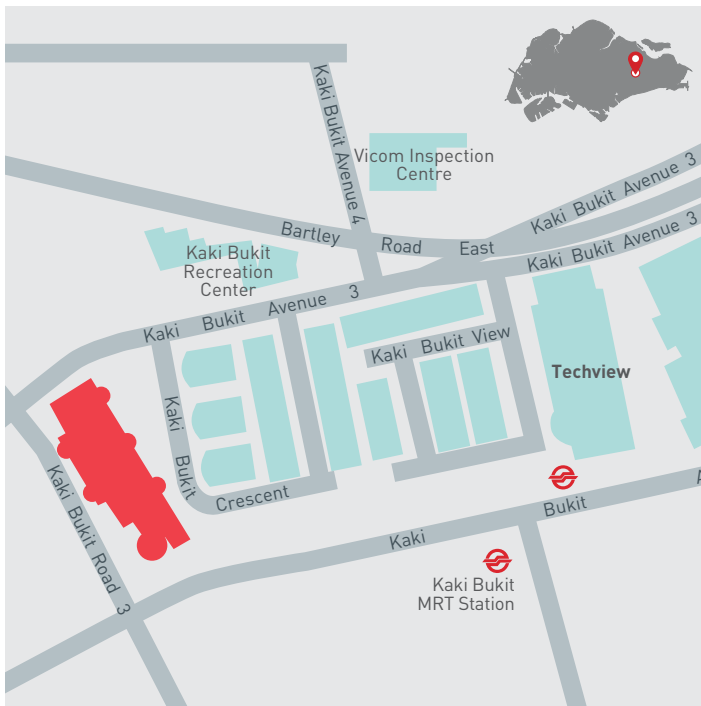 Kaki Bukit Avenue 4
Vicom Inspection
Centre
Kaki Bukit Avenue 3
Bartley Road East
Kaki Bukit Avenue 3
Kaki Bukit
Recreation
Center
Kaki Bukit Avenue 3
Kaki Bukit View
Techview
Kaki Bukit Crescent
Kaki Bukit Road 3
Kaki Bukit A
Kaki Bukit
MRT Station